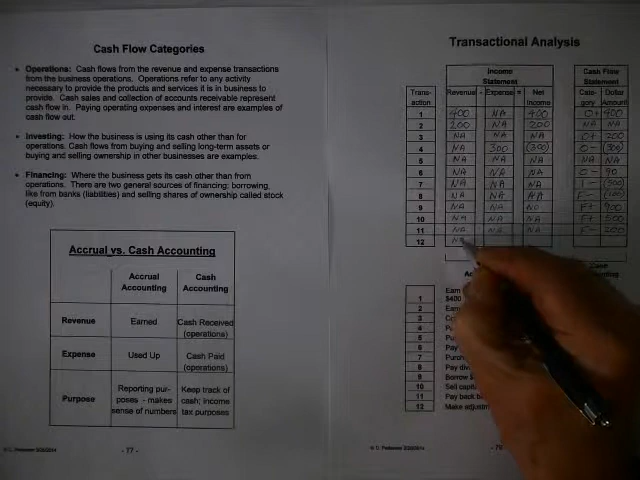 Cash Flow Categories
• Operations: Cash flows from the revenue and expense transactions
from the business operations. Operations refer to any activity
necessary to provide the products and services it is in business to
provide. Cash sales and collection of accounts receivable represent
cash flow in. Paying operating expenses and interest are examples of
cash flow out.
• Investing: How the business is using its cash other than for
operations. Cash flows from buying and selling long-term assets or
buying and selling ownership in other businesses are examples.
• Financing: Where the business gets its cash other than from
operations. There are two general sources of financing; borrowing,
like from banks (liabilities) and selling shares of ownership called stock
(equity).
Accrual vs. Cash Accounting
Accrual Accounting Cash Accounting
Revenue Earned Cash Received (operations)
Expense Used Up Cash Paid (operations)
Purpose Reporting pur-poses - makes sense of numbers Keep track of cash; income tax purposes
- 77 -
Transactional Analysis
Income Statement Cash Flow Statement
Trans-action Revenue - Expense = Net Income Cate-gory Dollar Amount
1 400 NA 400 O+ 400
2 200 NA 200 NA NA
3 NA NA NA O+ 200
4 NA 300 (300) O- (300)
5 NA NA NA NA NA
6 NA NA NA O- 90
7 NA NA NA I- (300)
8 NA NA NA F-
9 NA NA F+ 900
10 NA NA NA F+ 500
11 NA NA NA F- 200
12
Cash
1 Earn
$400
2 Earn
3
4
5
6 Pay
7 Purch
8 Pay div
9 Borrow
10 Sell capit
11 Pay back b
12 Make adjustm
- 79